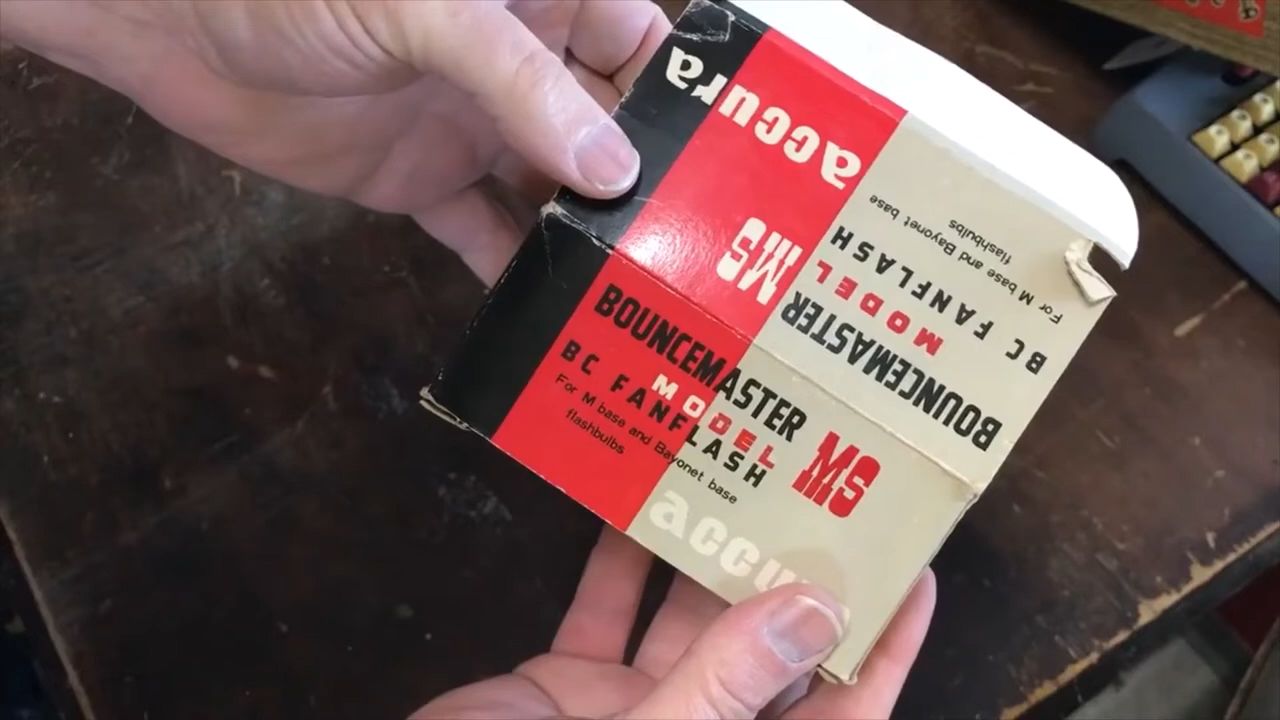 accura
MS
BOUNCEMASTER
MODEL
BC FANFLASH
For M base and Bayonet base
flashbulbs
BOUNCEMASTER
MODEL
MS
BC FANFLASH
For M base and Bayonet base
flashbulbs